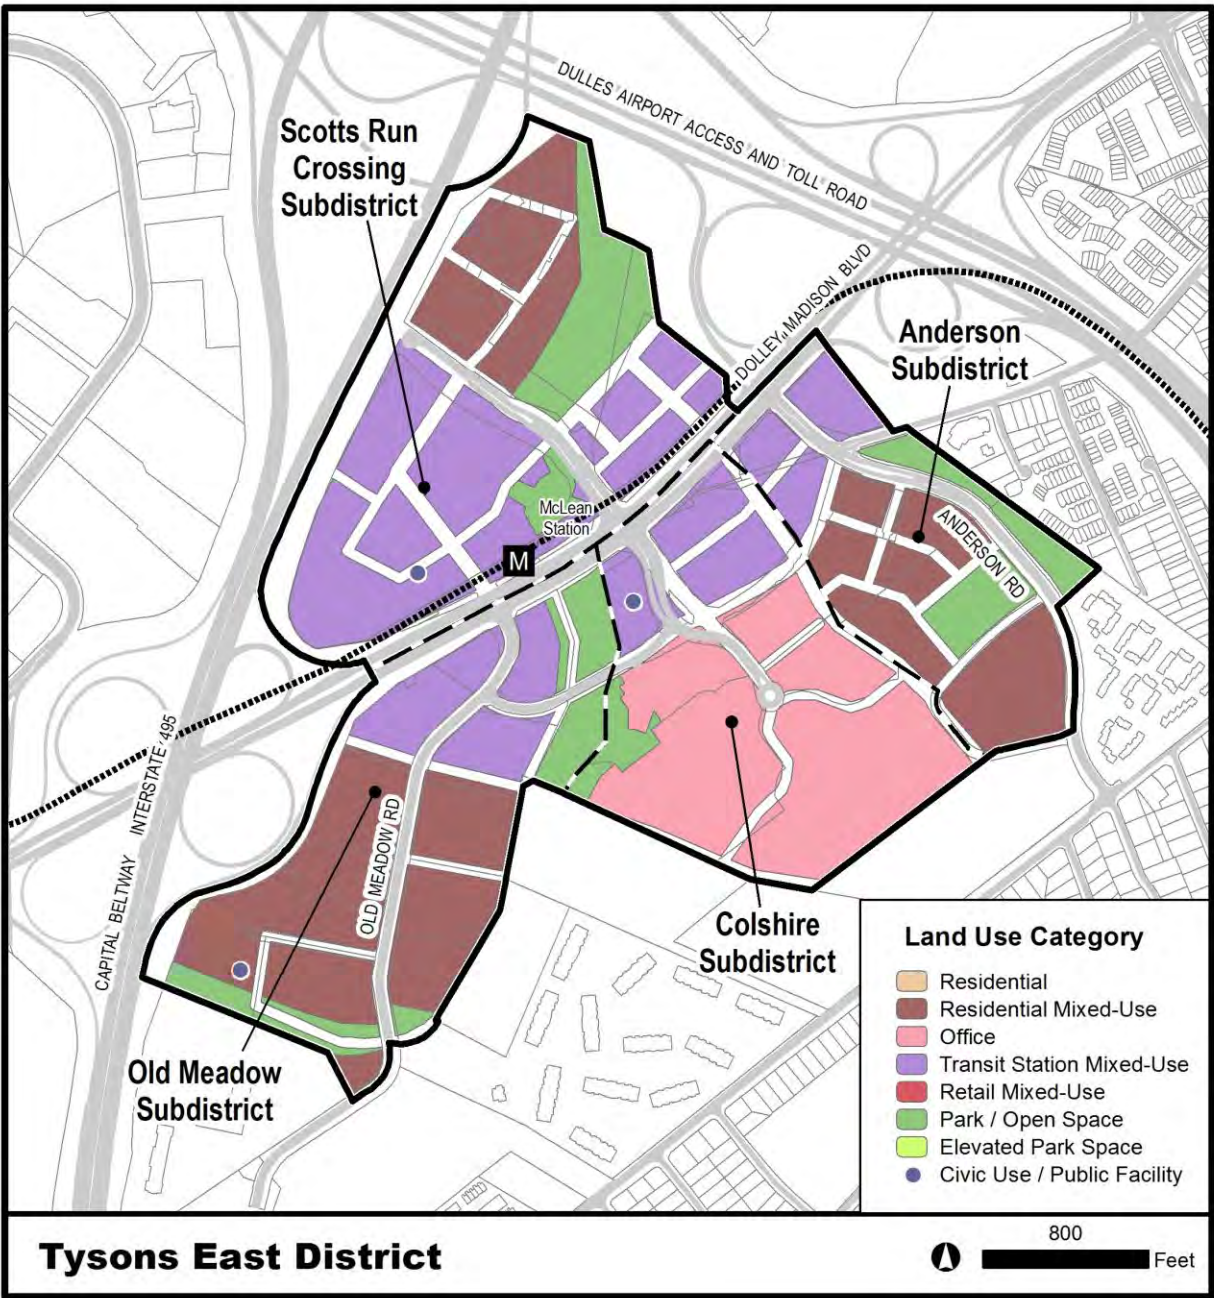 DULLES AIRPORT ACCESS AND TOLL ROAD
Scotts Run
Crossing
Subdistrict
DOLLEY MADISON BLVD
Anderson
Subdistrict
McLean
Station
M
ANDERSON RD
CAPITAL BELTWAY INTERSTATE 495
OLD MEADOW RD
Colshire
Subdistrict
Old Meadow
Subdistrict
Land Use Category
Residential
Residential Mixed-Use
Office
Transit Station Mixed-Use
Retail Mixed-Use
Park / Open Space
Elevated Park Space
Civic Use / Public Facility
Tysons East District
800
Feet